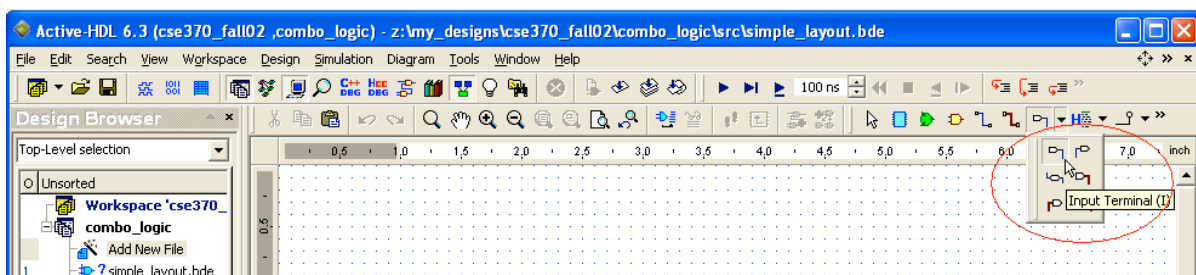 Active-HDL 6.3 (cse370_fall02 ,combo_logic) - z:\my_designs\cse370_fall02\combo_logic\src\simple_layout.bde
File Edit Search View Workspace Design Simulation Diagram Tools Window Help
C++ DBG HCC DBG 100 ns
Design Browser
Top-Level selection
0,5 1,0 1,5 2,0 2,5 3,0 3,5 4,0 4,5 5,0 5,5 6,0 7,0 inch
Unsorted
Workspace 'cse370_
combo_logic
Add New File
1 ? simple_layout.bde
0,5
Input Terminal (I)